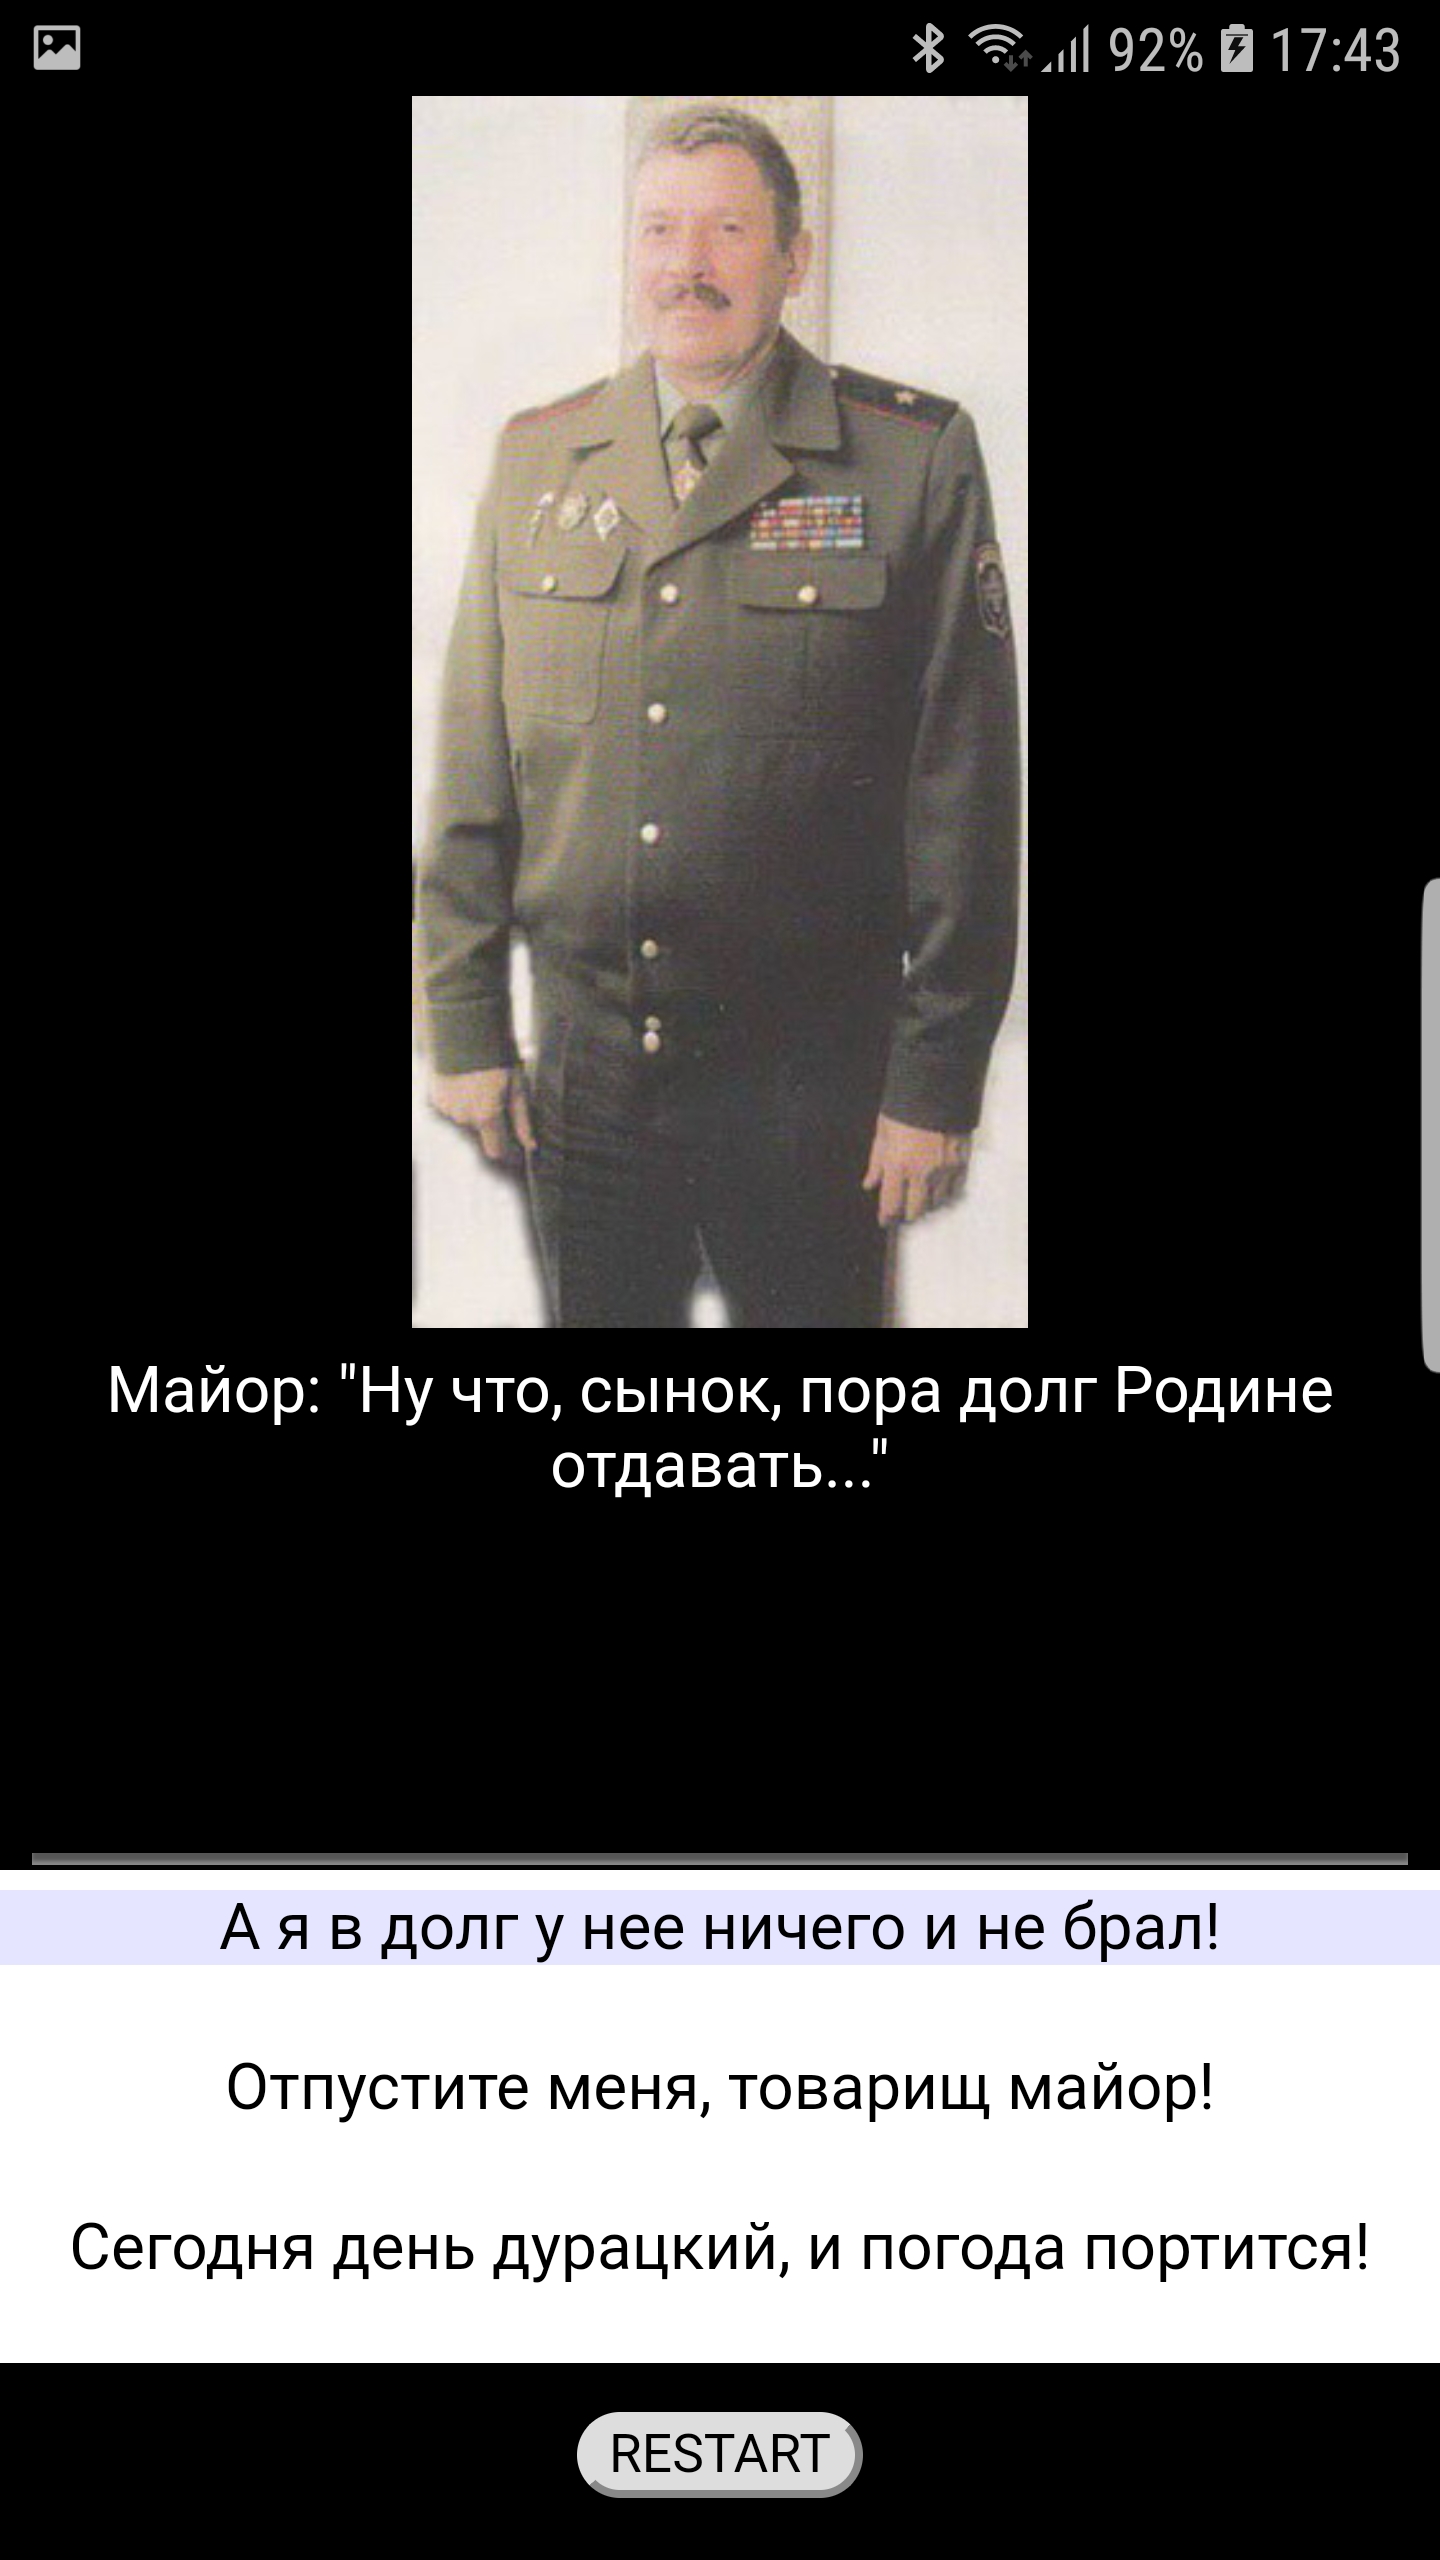 92% 17:43
Майор: "Ну что, сынок, пора долг Родине
отдавать..."
А я в долг у нее ничего и не брал!
Отпустите меня, товарищ майор!
Сегодня день дурацкий, и погода портится!
RESTART